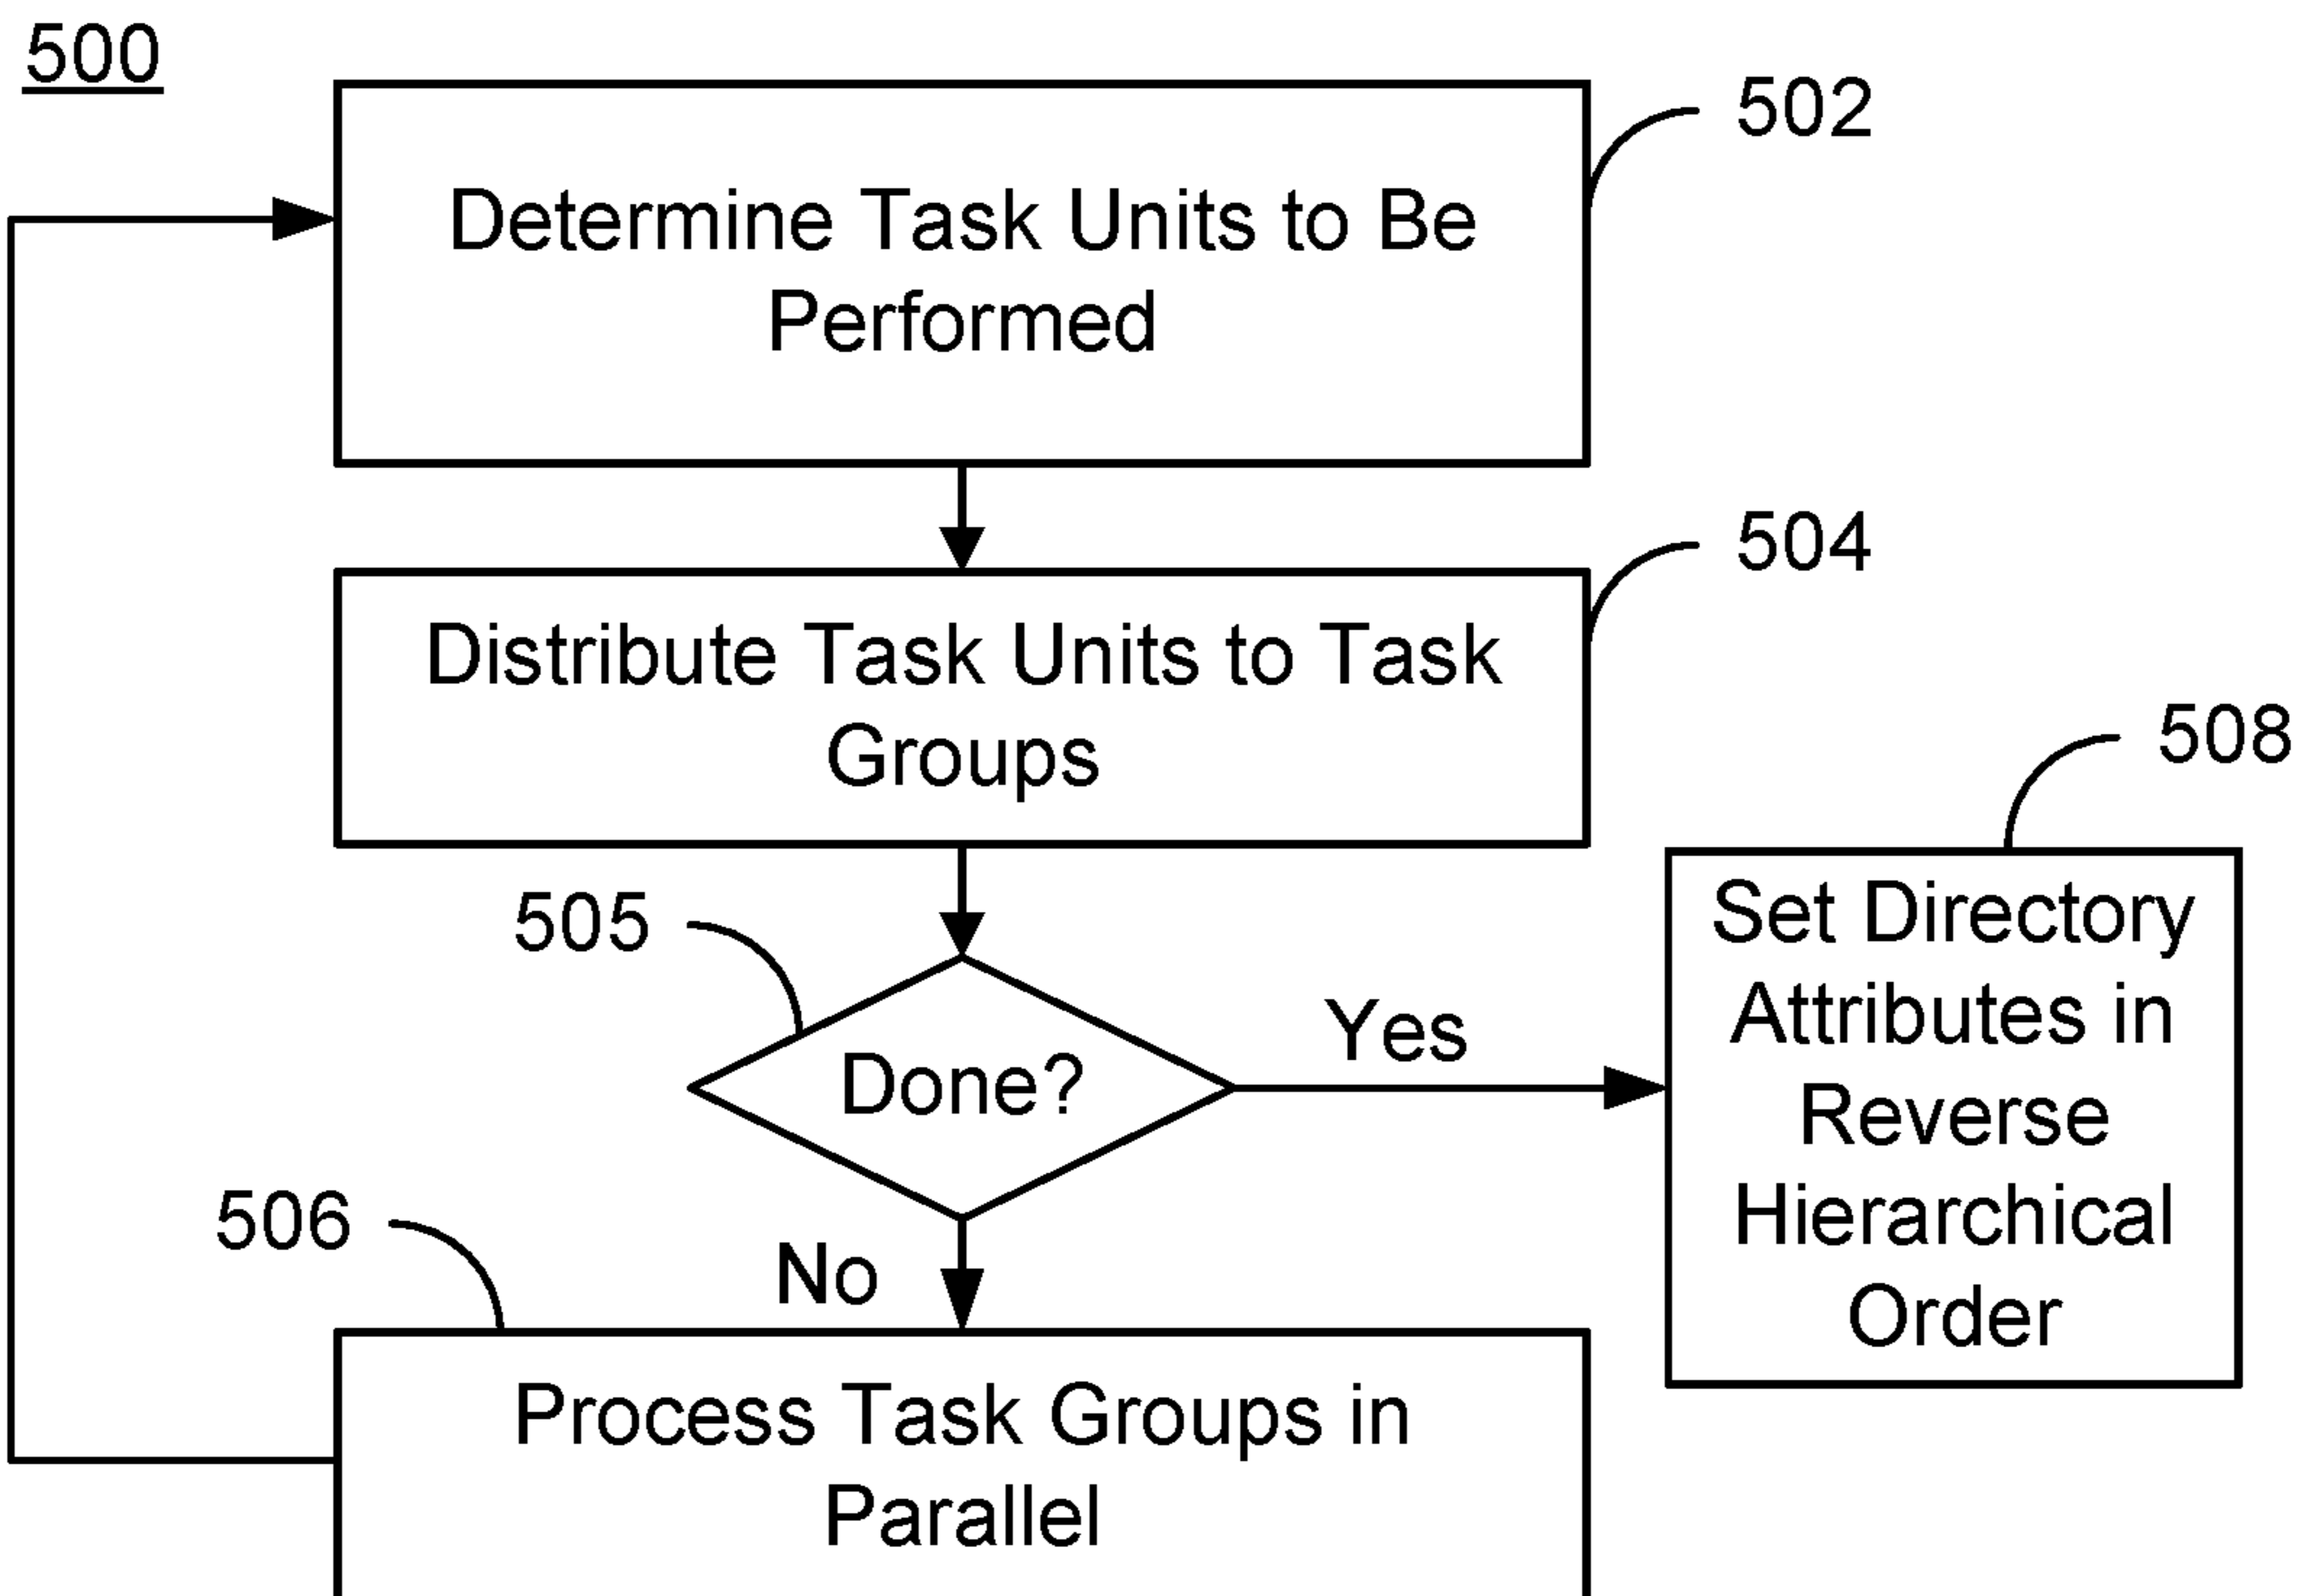 500
502
Determine Task Units to Be
Performed
504
Distribute Task Units to Task
Groups
508
505
Done?
Yes
Set Directory
Attributes in
Reverse
Hierarchical
Order
No
506
Process Task Groups in
Parallel